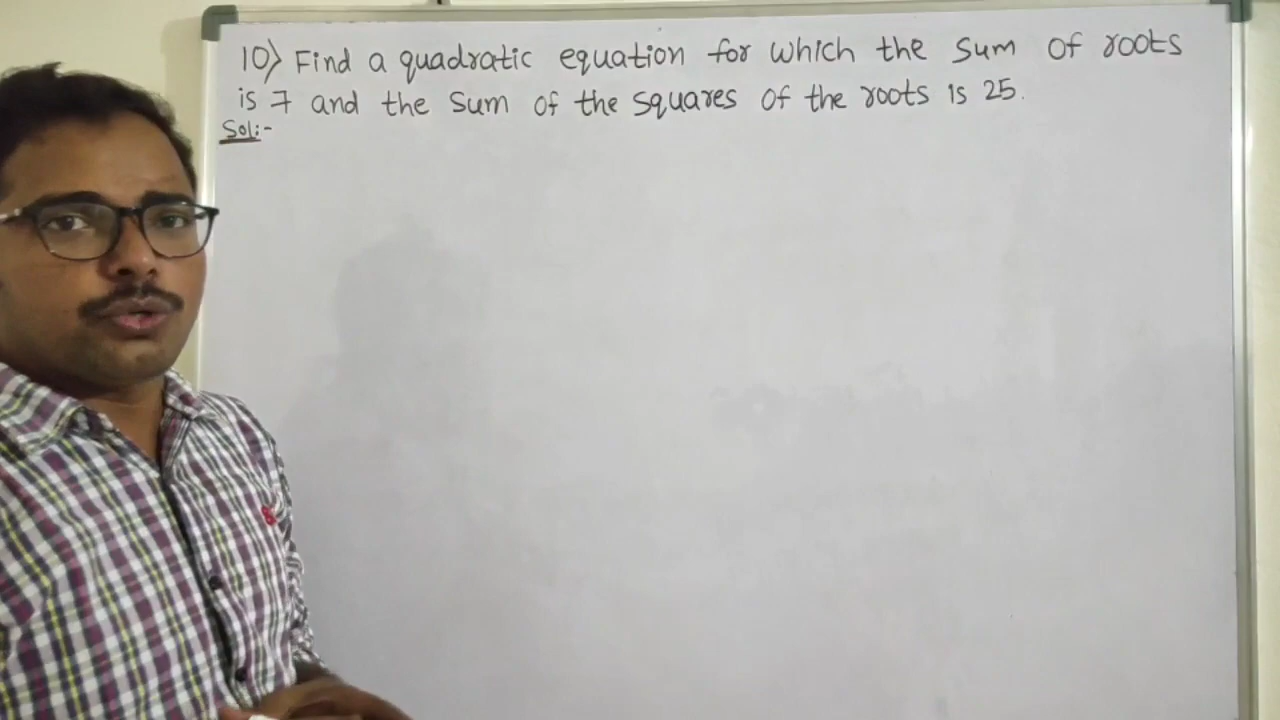 10) Find a quadratic equation for which the sum of roots
is 7 and the sum of the squares of the roots is 25.
Sol:-